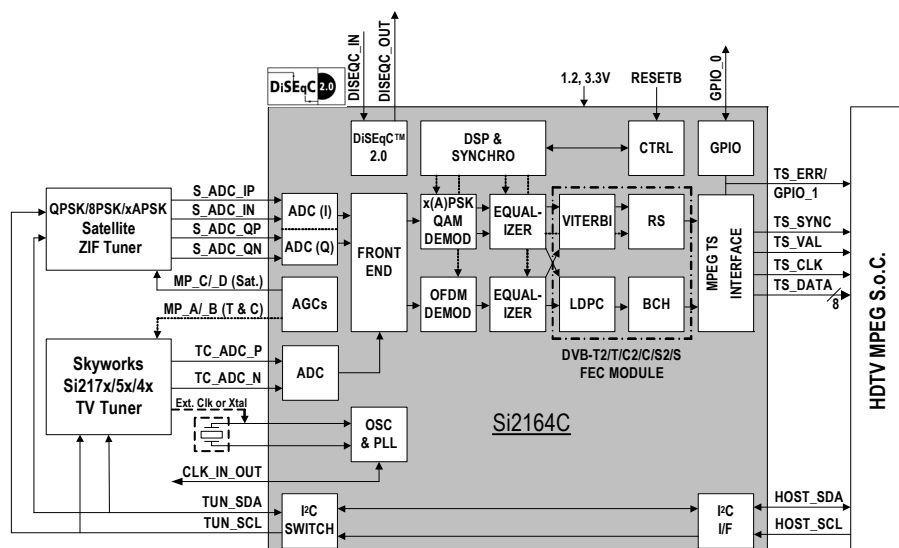 DISEQC_IN
DISEQC_OUT
DiSEqC 2.0
1.2, 3.3V
RESETB
GPIO_0
DiSEqC™
2.0
DSP &
SYNCHRO
CTRL
GPIO
TS_ERR/
GPIO_1
S_ADC_IP
S_ADC_IN
S_ADC_QP
S_ADC_QN
QPSK/8PSK/xAPSK
Satellite
ZIF Tuner
ADC (I)
ADC (Q)
FRONT
END
x(A)PSK
QAM
DEMOD
EQUAL-
IZER
VITERBI
RS
MPEG TS
INTERFACE
TS_SYNC
TS_VAL
TS_CLK
TS_DATA
8
HDTV MPEG S.o.C.
MP_C/_D (Sat.)
AGCs
MP_A/_B (T & C)
OFDM
DEMOD
EQUAL-
IZER
LDPC
BCH
DVB-T2/T/C2/C/S2/S
FEC MODULE
Skyworks
Si217x/5x/4x
TV Tuner
TC_ADC_P
TC_ADC_N
ADC
Ext. Clk or Xtal
OSC
& PLL
Si2164C
CLK_IN_OUT
TUN_SDA
TUN_SCL
I²C
SWITCH
I²C
I/F
HOST_SDA
HOST_SCL